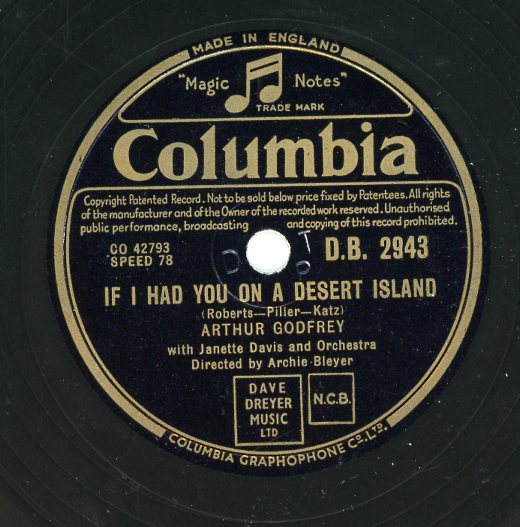 MADE IN ENGLAND
"Magic Notes"
TRADE MARK
Columbia
Copyright Patented Record. Not to be sold below price fixed by Patentees. All rights
of the manufacturer and of the Owner of the recorded work reserved. Unauthorised
public performance, broadcasting and copying of this record prohibited.
CO 42793
SPEED 78
D.B. 2943
D T P
IF I HAD YOU ON A DESERT ISLAND
(Roberts—Piller—Katz)
ARTHUR GODFREY
with Janette Davis and Orchestra
Directed by Archie Bleyer
DAVE
DREYER
MUSIC
LTD
N.C.B.
COLUMBIA GRAPHOPHONE CO. LTD.